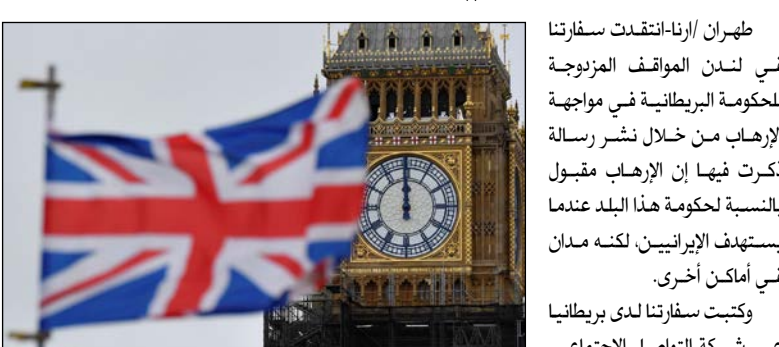 طهران /ارنا-انتقدت سفارتنا
في لندن المواقف المزدوجة
للحكومة البريطانية في مواجهة
الإرهاب من خلال نشر رسالة
ذكرت فيها إن الإرهاب مقبول
بالنسبة لحكومة هذا البلد عندما
يستهدف الإيرانيين، لكنه مدان
في أماكن أخرى.
وكتبت سفارتنا لدى بريطانيا